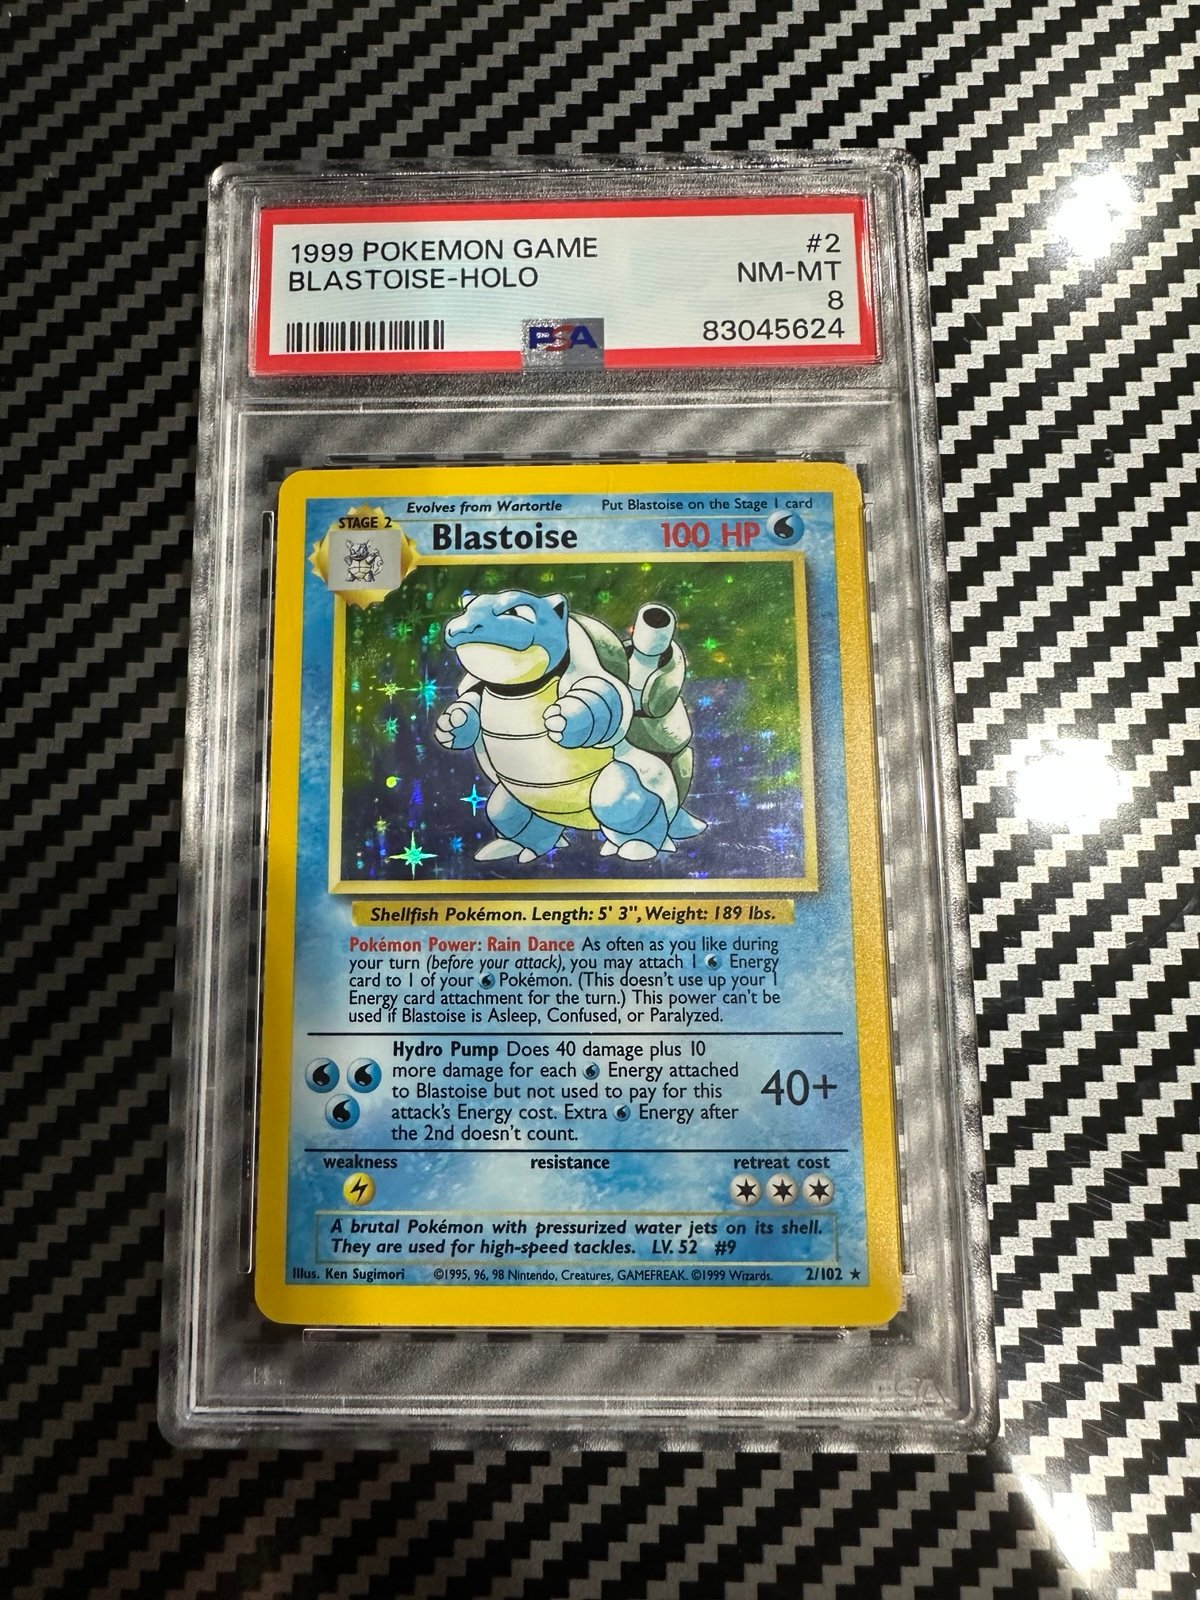 1999 POKEMON GAME #2
BLASTOISE-HOLO NM-MT
8
PSA 83045624
Evolves from Wartortle Put Blastoise on the Stage 1 card
STAGE 2 Blastoise 100 HP
Shellfish Pokémon. Length: 5' 3", Weight: 189 lbs.
Pokémon Power: Rain Dance As often as you like during
your turn (before your attack), you may attach 1 Energy
card to 1 of your Pokémon. (This doesn't use up your 1
Energy card attachment for the turn.) This power can't be
used if Blastoise is Asleep, Confused, or Paralyzed.
Hydro Pump Does 40 damage plus 10
more damage for each Energy attached
to Blastoise but not used to pay for this
attack's Energy cost. Extra Energy after
the 2nd doesn't count.
40+
weakness resistance retreat cost
A brutal Pokémon with pressurized water jets on its shell.
They are used for high-speed tackles. LV. 52 #9
Illus. Ken Sugimori ©1995, 96, 98 Nintendo, Creatures, GAMEFREAK. ©1999 Wizards. 2/102 ★